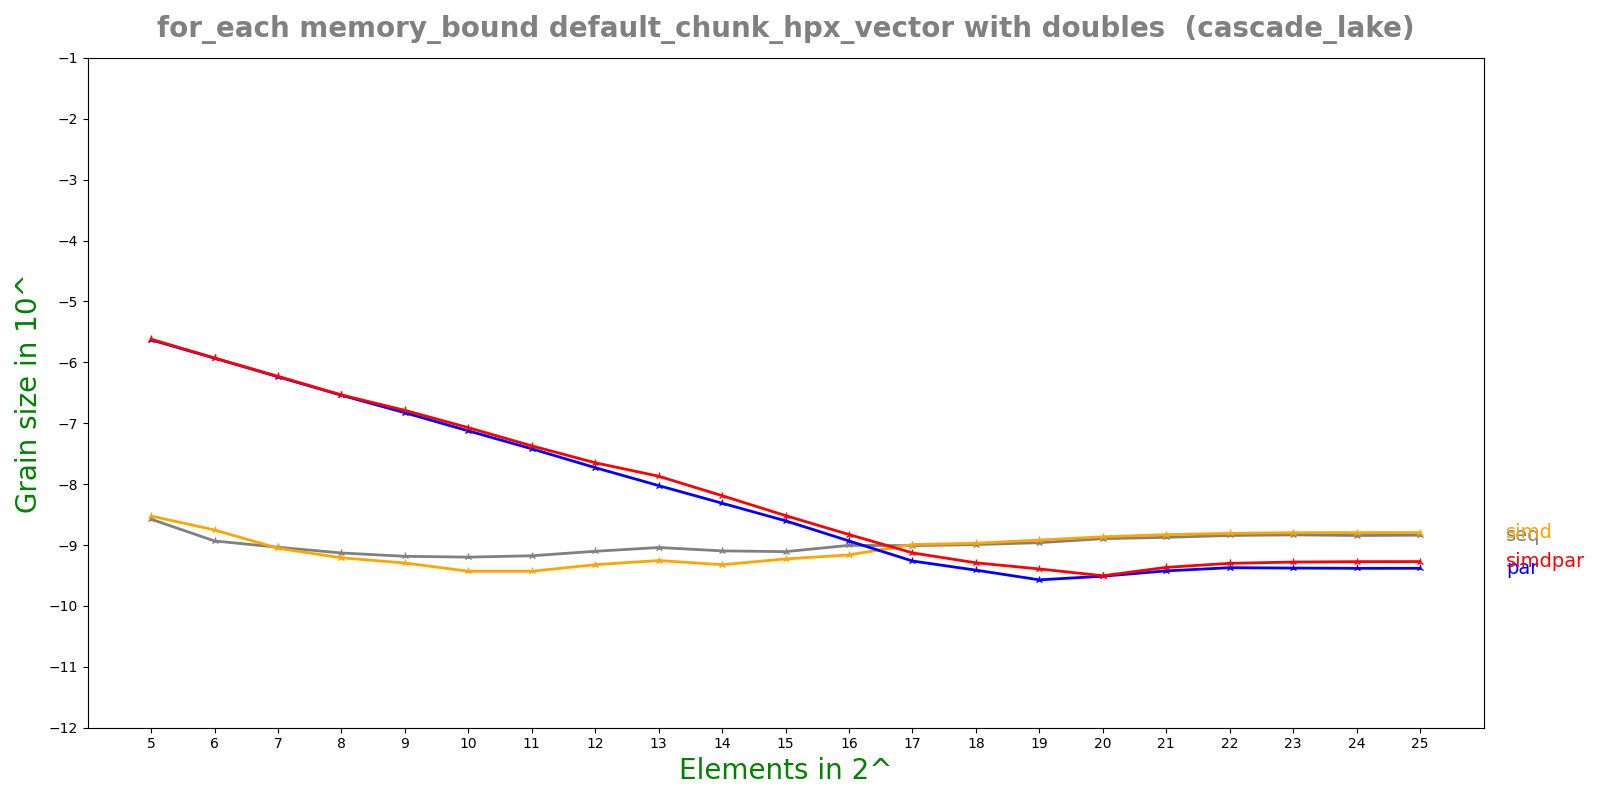 for_each memory_bound default_chunk_hpx_vector with doubles  (cascade_lake)
Grain size in 10^
−1
−2
−3
−4
−5
−6
−7
−8
−9
−10
−11
−12
simd
seq
simdpar
par
5 6 7 8 9 10 11 12 13 14 15 16 17 18 19 20 21 22 23 24 25
Elements in 2^